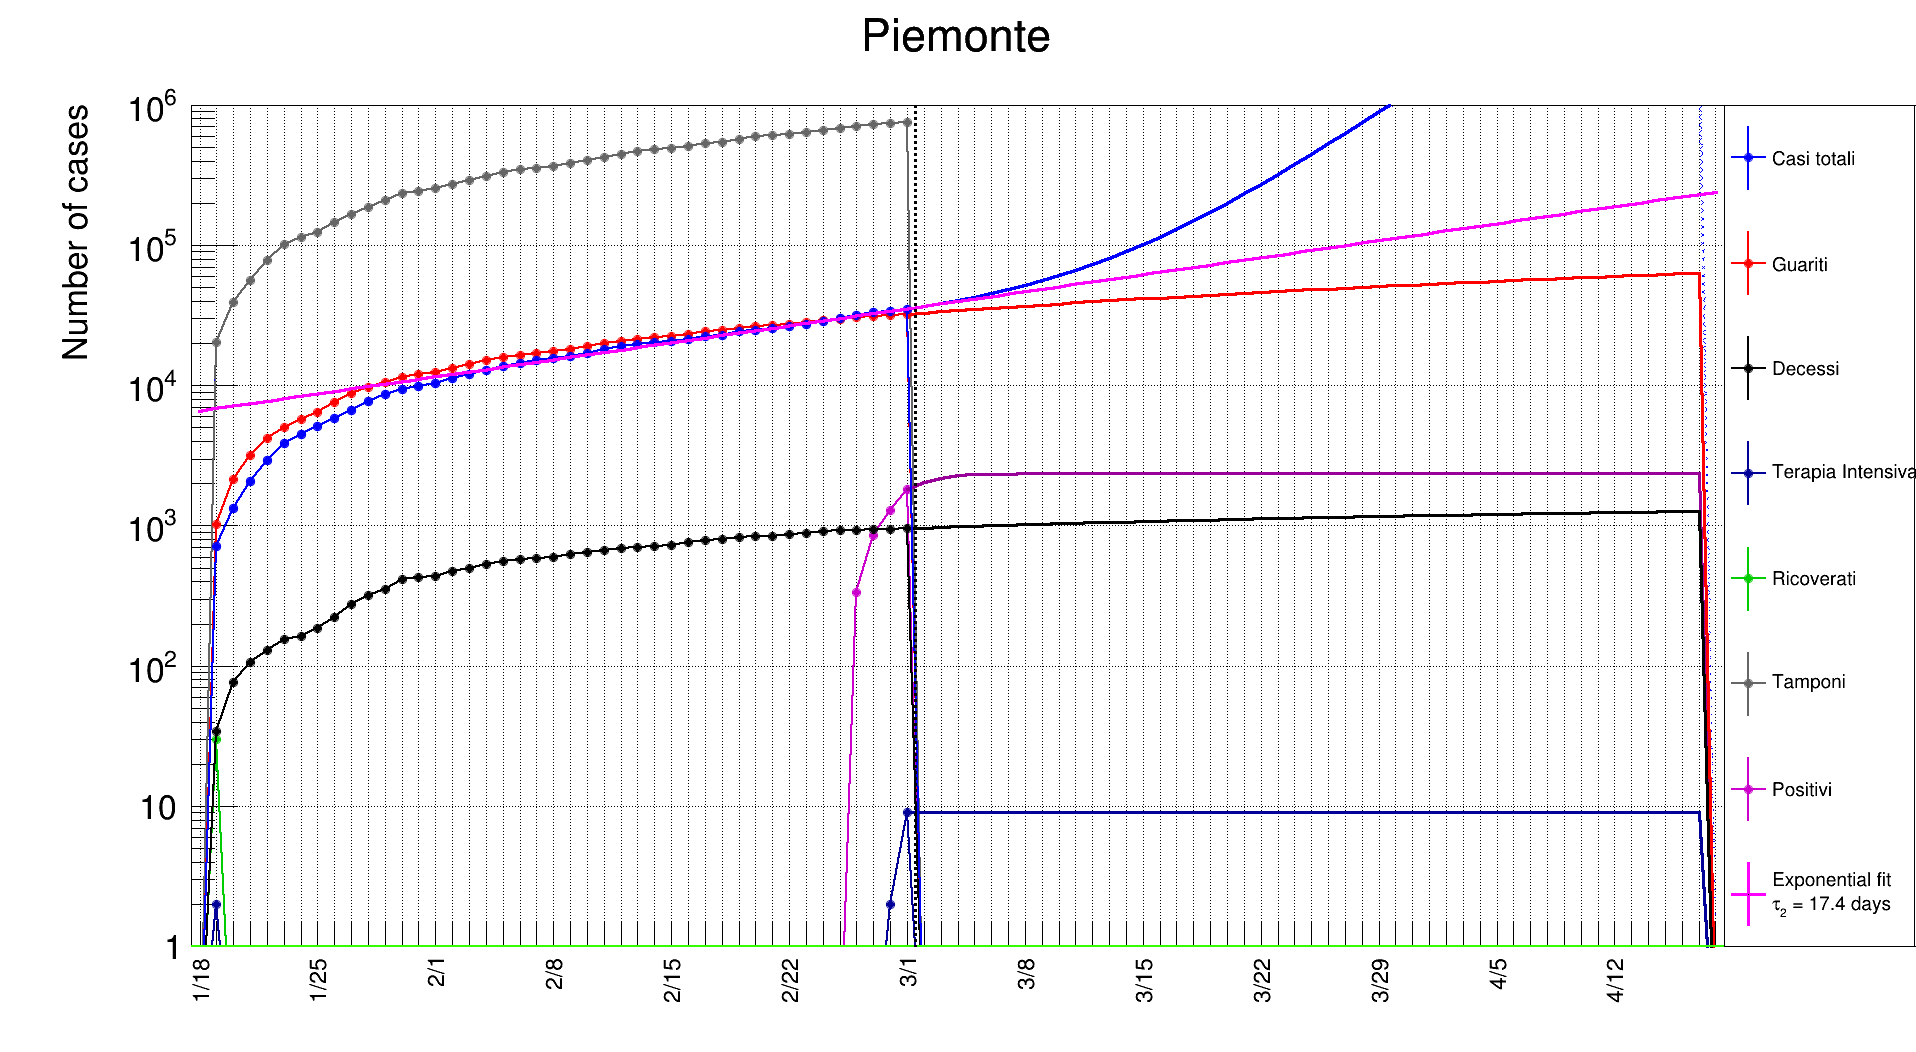 Piemonte
Number of cases
10^6
10^5
10^4
10^3
10^2
10
1
1/18 1/25 2/1 2/8 2/15 2/22 3/1 3/8 3/15 3/22 3/29 4/5 4/12
Casi totali
Guariti
Decessi
Terapia Intensiva
Ricoverati
Tamponi
Positivi
Exponential fit
τ₂ = 17.4 days